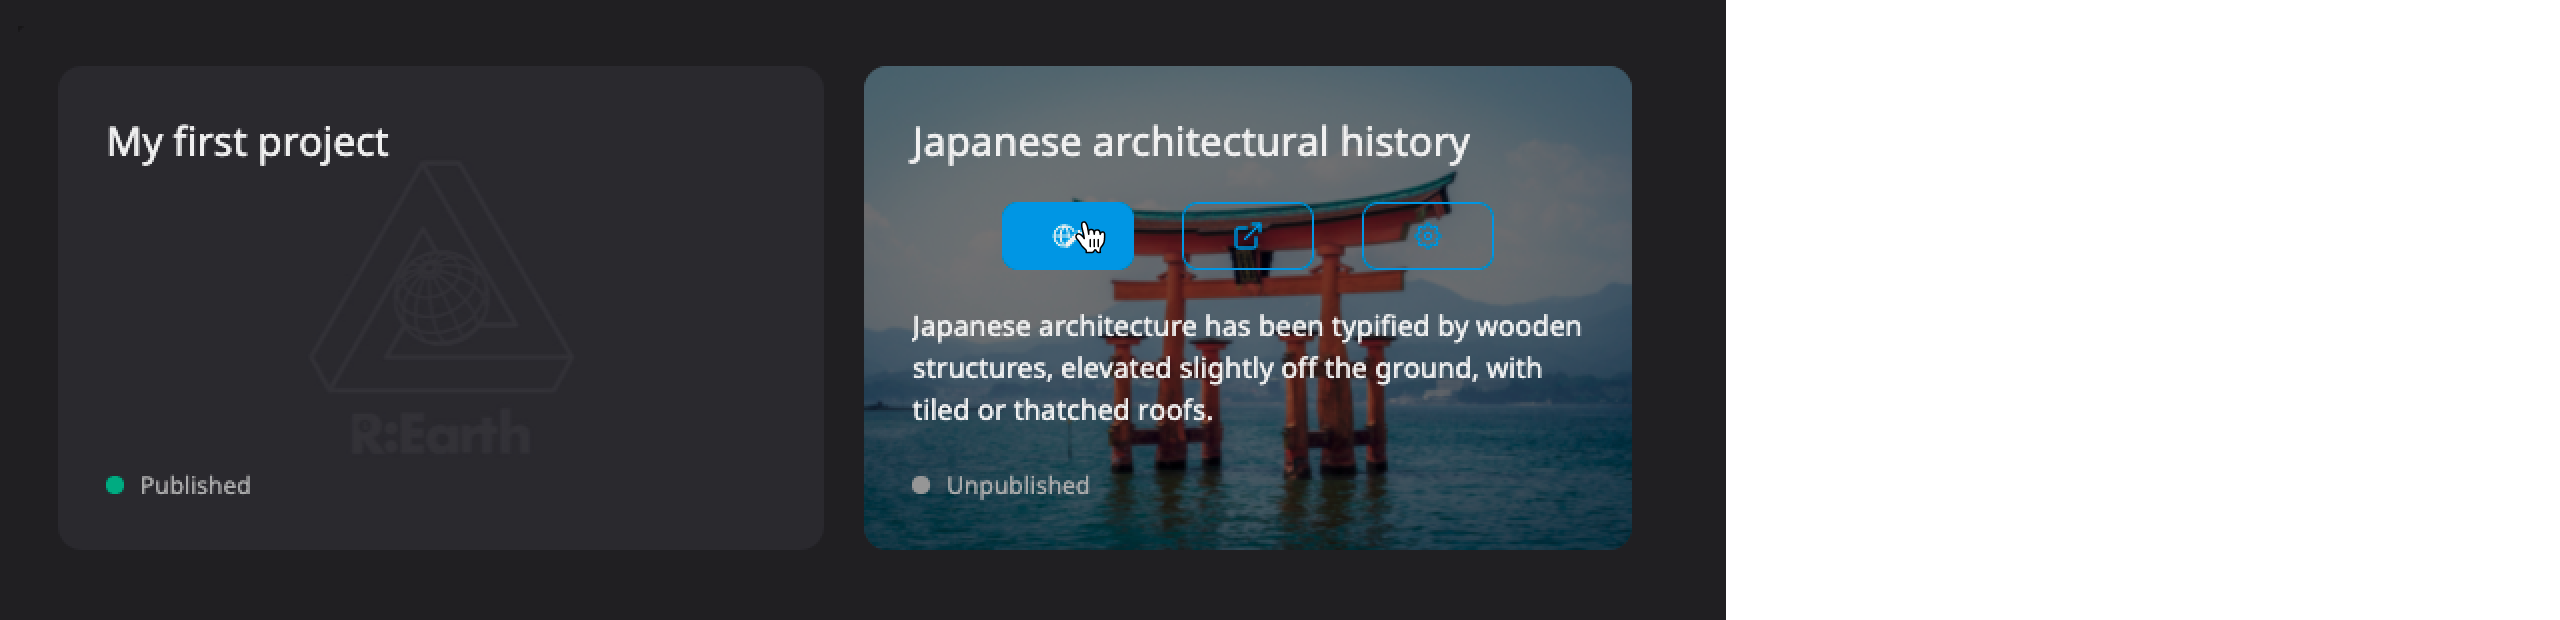 My first project
R:Earth
Published
Japanese architectural history
Japanese architecture has been typified by wooden
structures, elevated slightly off the ground, with
tiled or thatched roofs.
Unpublished